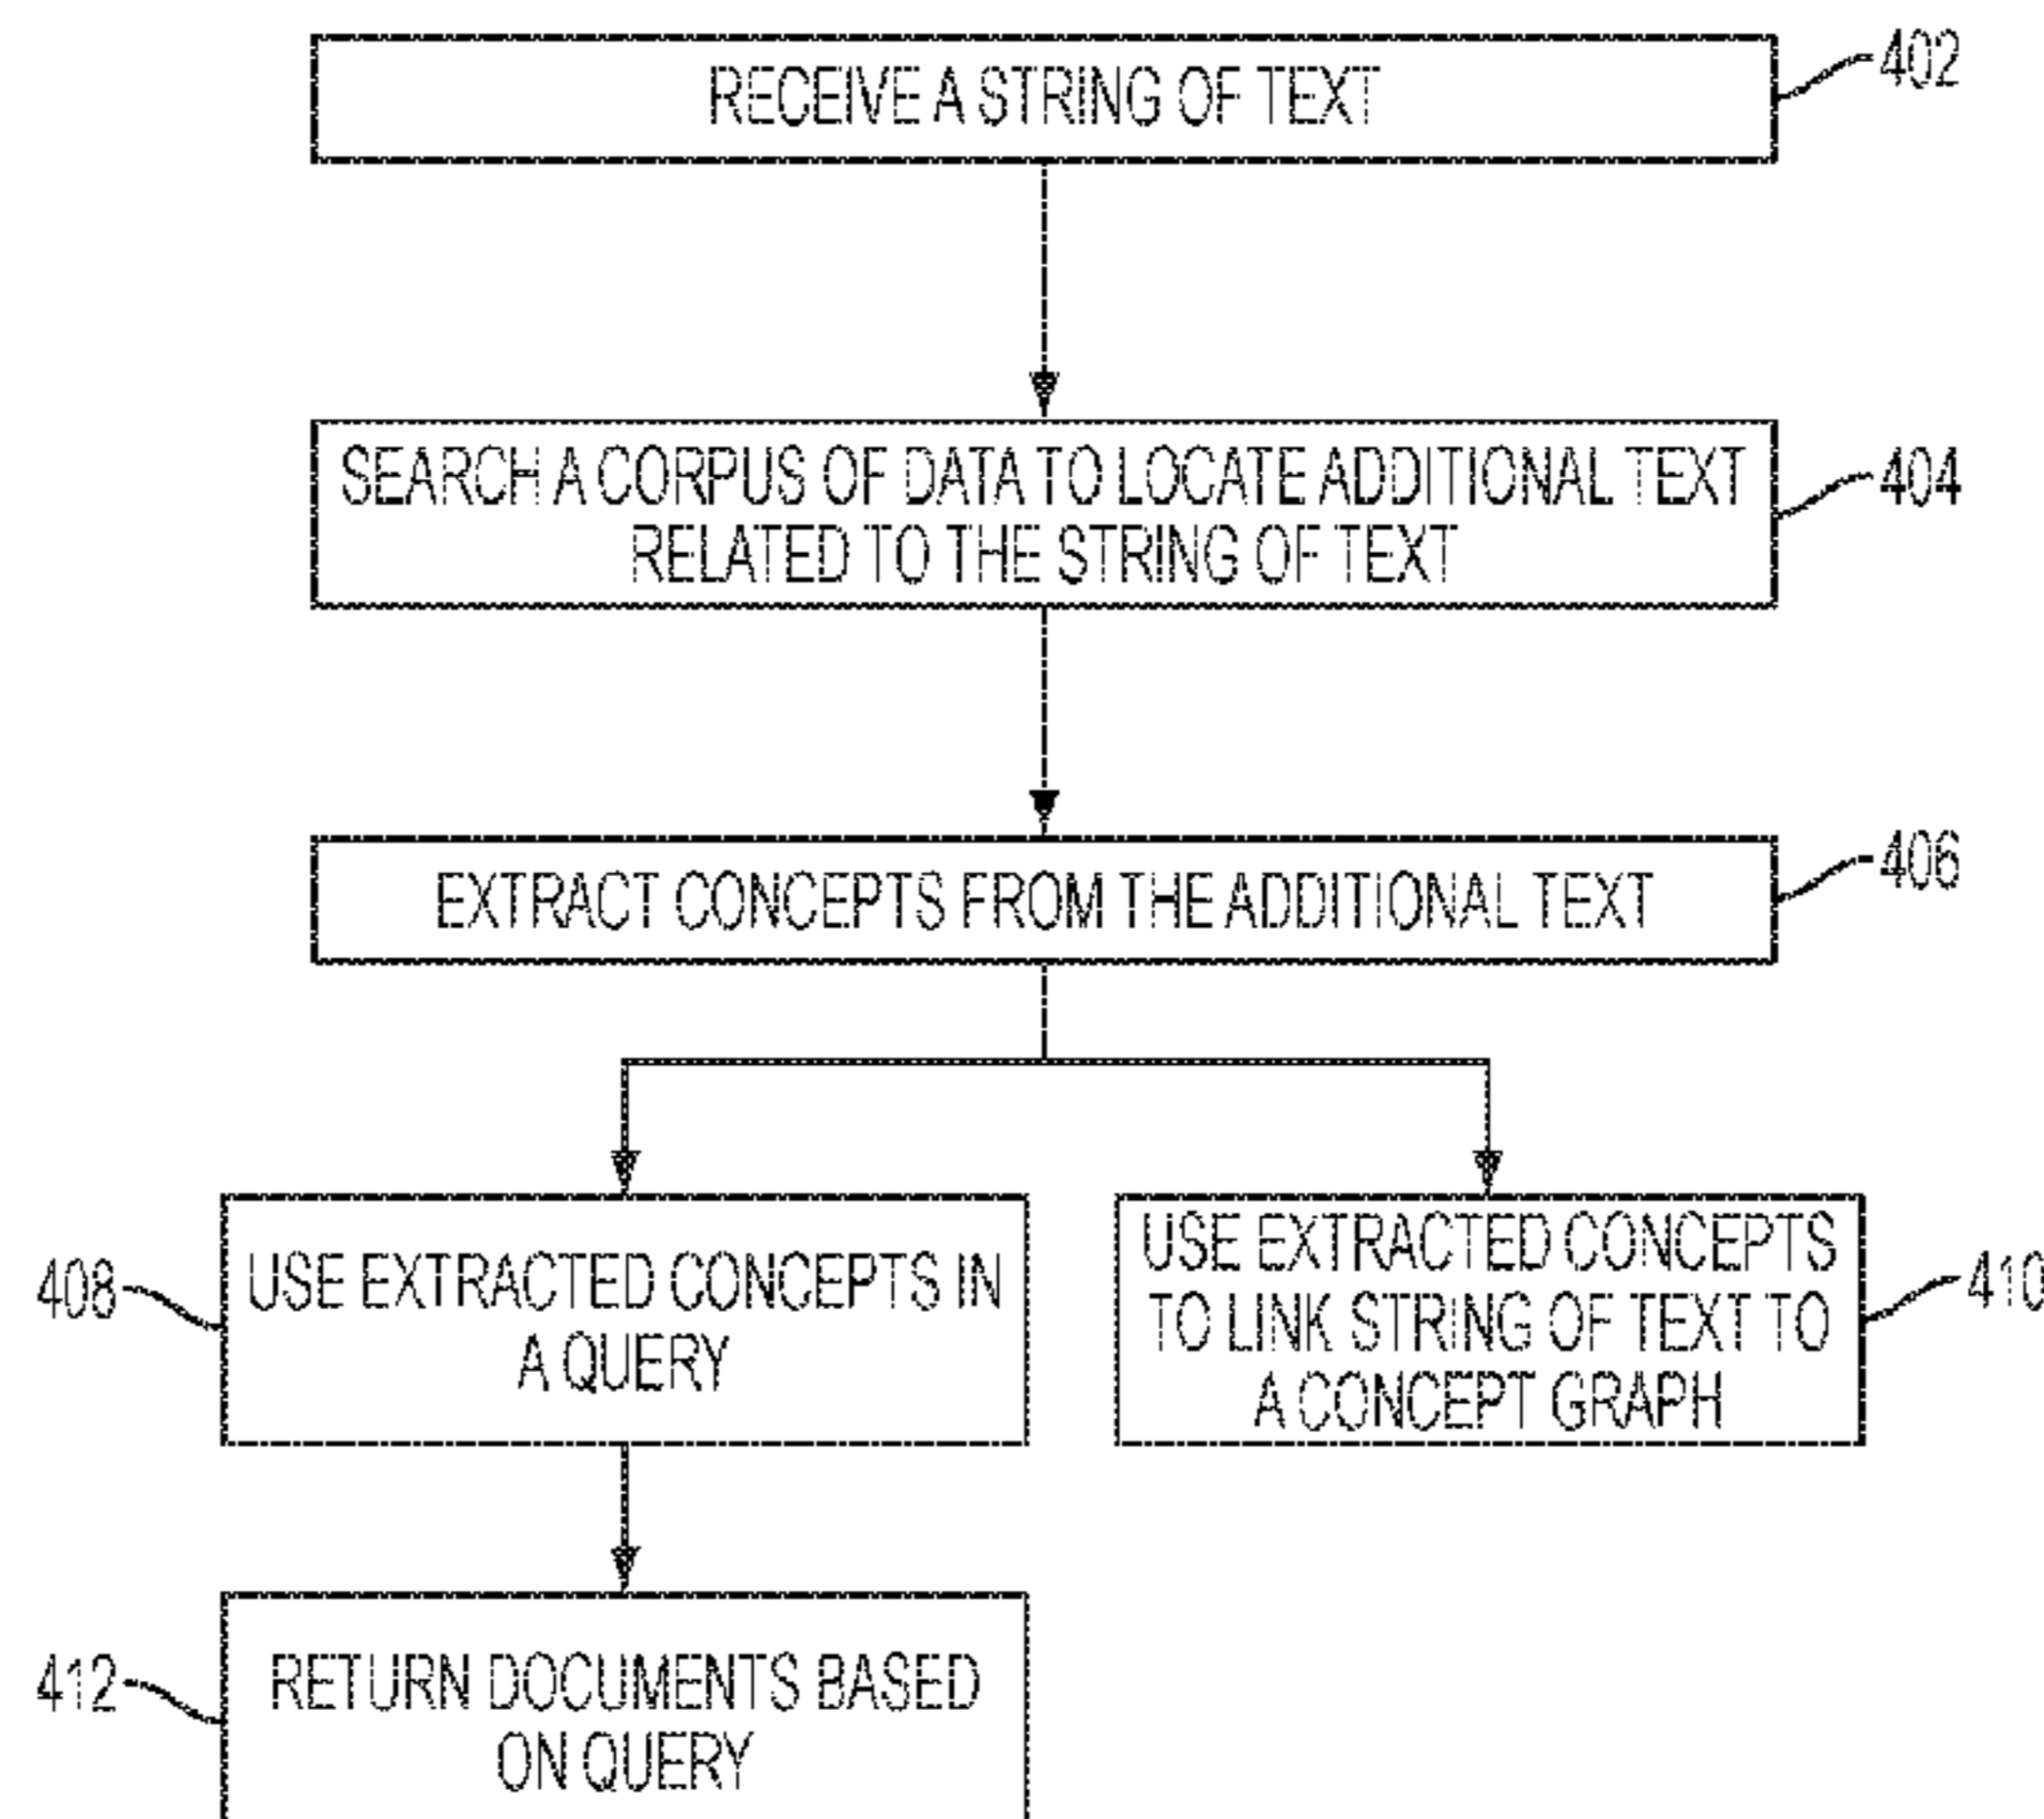 RECEIVE A STRING OF TEXT
402
SEARCH A CORPUS OF DATA TO LOCATE ADDITIONAL TEXT
RELATED TO THE STRING OF TEXT
404
EXTRACT CONCEPTS FROM THE ADDITIONAL TEXT
406
408
USE EXTRACTED CONCEPTS IN
A QUERY
USE EXTRACTED CONCEPTS
TO LINK STRING OF TEXT TO
A CONCEPT GRAPH
410
412
RETURN DOCUMENTS BASED
ON QUERY